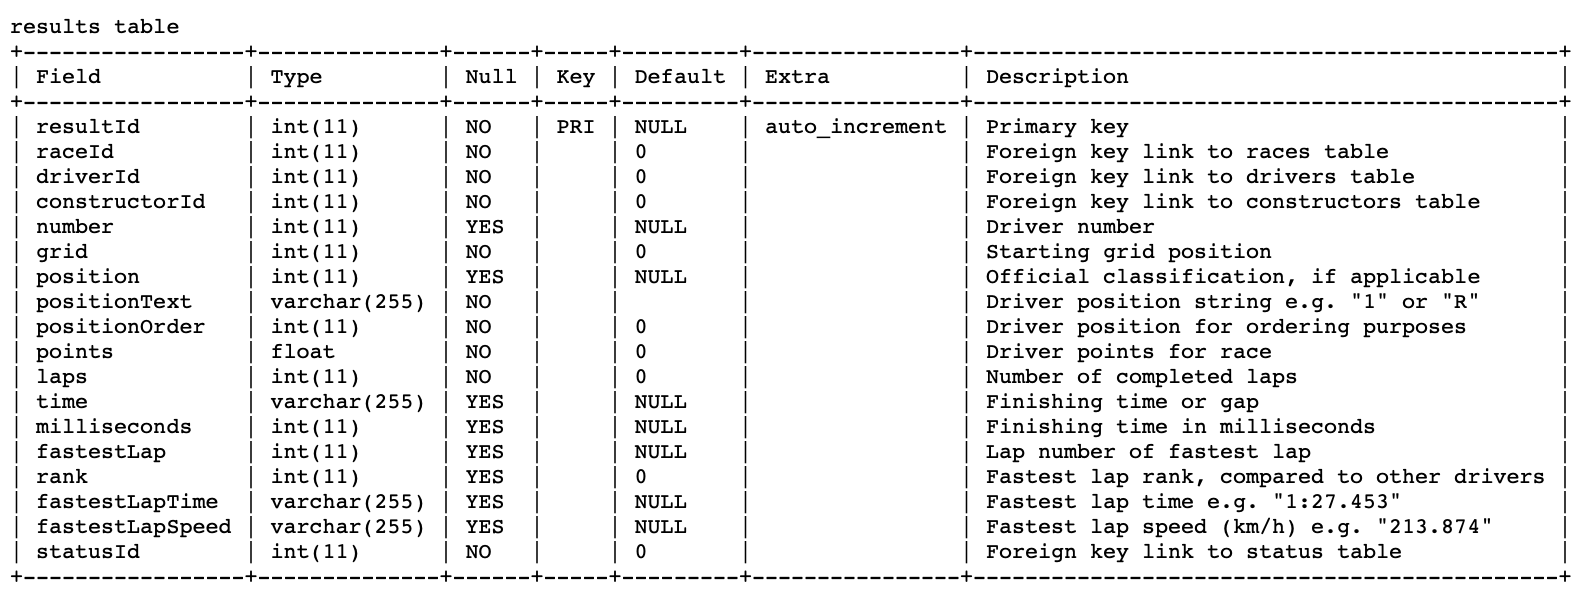 results table
+-----------------+--------------+------+-----+---------+----------------+---------------------------------------------+
| Field           | Type         | Null | Key | Default | Extra          | Description                                 |
+-----------------+--------------+------+-----+---------+----------------+---------------------------------------------+
| resultId        | int(11)      | NO   | PRI | NULL    | auto_increment | Primary key                                 |
| raceId          | int(11)      | NO   |     | 0       |                | Foreign key link to races table             |
| driverId        | int(11)      | NO   |     | 0       |                | Foreign key link to drivers table           |
| constructorId   | int(11)      | NO   |     | 0       |                | Foreign key link to constructors table      |
| number          | int(11)      | YES  |     | NULL    |                | Driver number                               |
| grid            | int(11)      | NO   |     | 0       |                | Starting grid position                      |
| position        | int(11)      | YES  |     | NULL    |                | Official classification, if applicable      |
| positionText    | varchar(255) | NO   |     |         |                | Driver position string e.g. "1" or "R"      |
| positionOrder   | int(11)      | NO   |     | 0       |                | Driver position for ordering purposes       |
| points          | float        | NO   |     | 0       |                | Driver points for race                      |
| laps            | int(11)      | NO   |     | 0       |                | Number of completed laps                    |
| time            | varchar(255) | YES  |     | NULL    |                | Finishing time or gap                       |
| milliseconds    | int(11)      | YES  |     | NULL    |                | Finishing time in milliseconds              |
| fastestLap      | int(11)      | YES  |     | NULL    |                | Lap number of fastest lap                   |
| rank            | int(11)      | YES  |     | 0       |                | Fastest lap rank, compared to other drivers |
| fastestLapTime  | varchar(255) | YES  |     | NULL    |                | Fastest lap time e.g. "1:27.453"            |
| fastestLapSpeed | varchar(255) | YES  |     | NULL    |                | Fastest lap speed (km/h) e.g. "213.874"     |
| statusId        | int(11)      | NO   |     | 0       |                | Foreign key link to status table            |
+-----------------+--------------+------+-----+---------+----------------+---------------------------------------------+